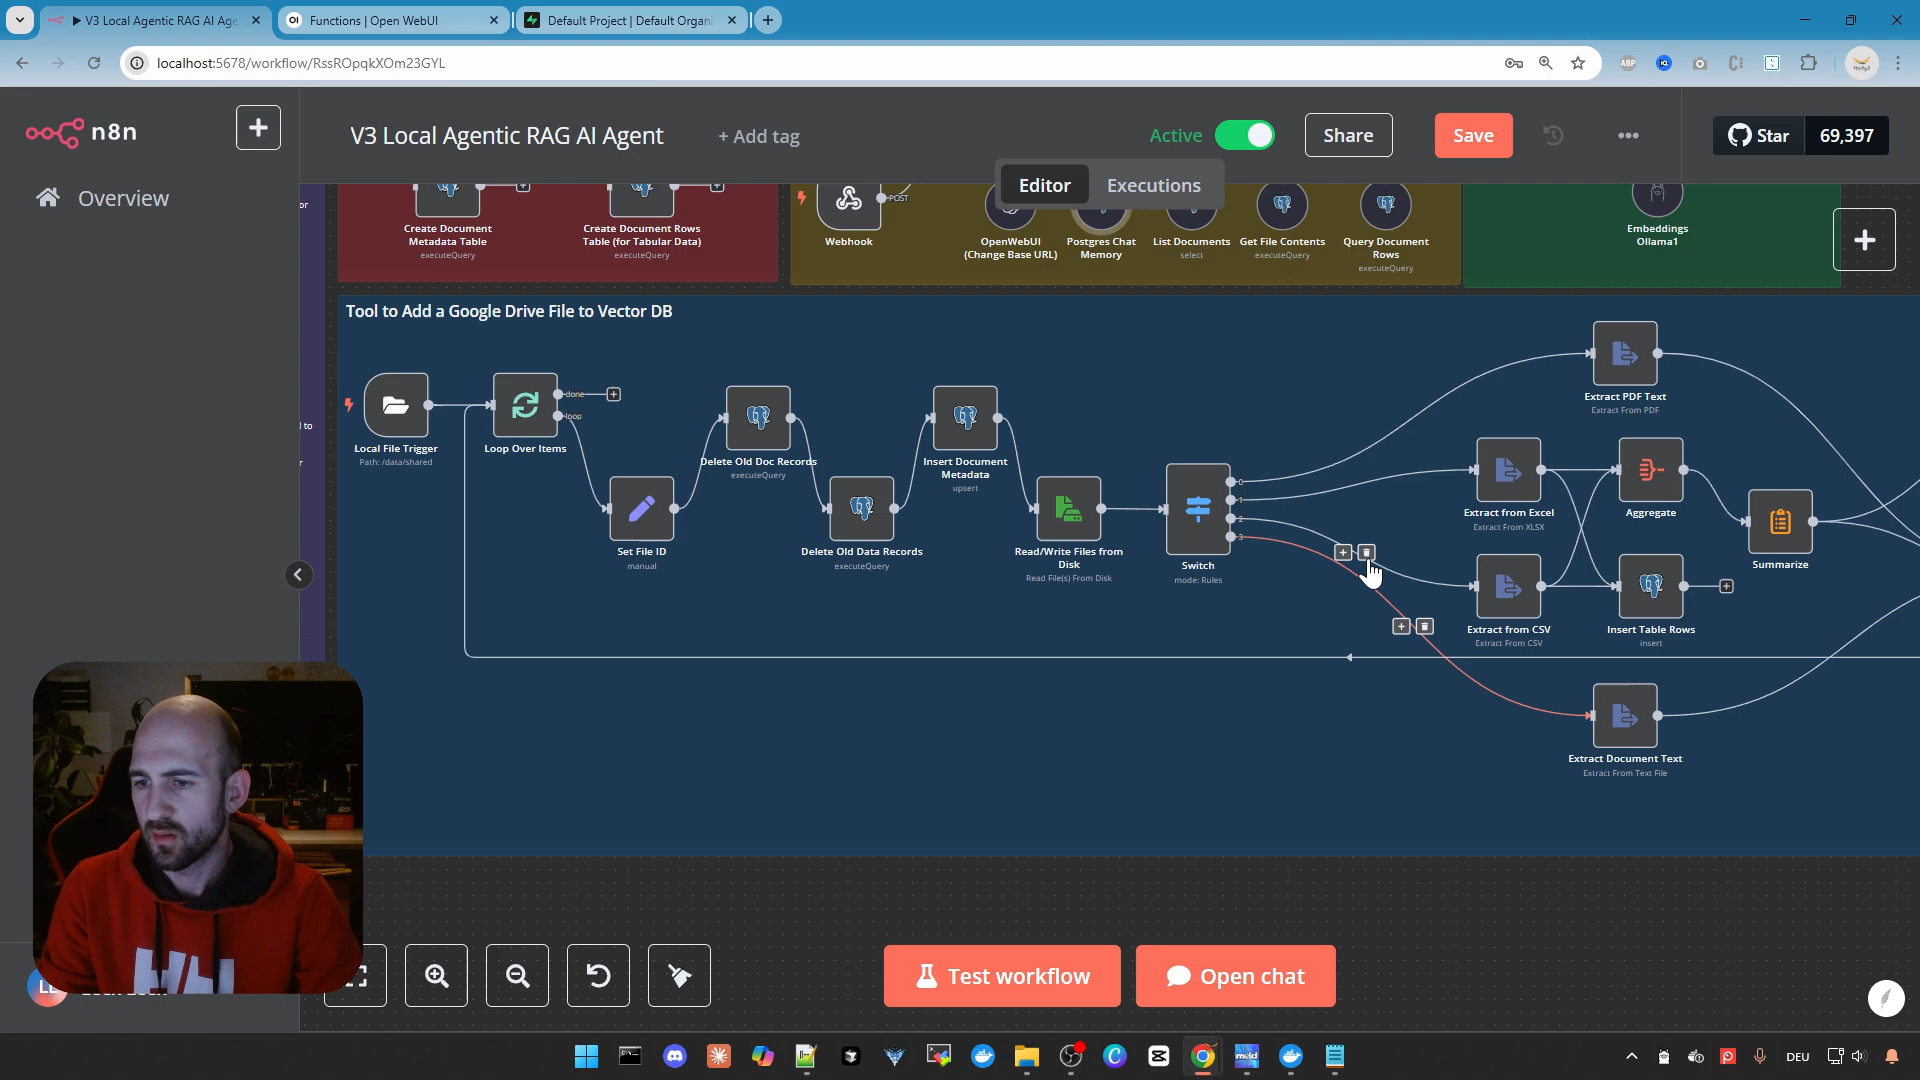 V3 Local Agentic RAG AI Age
Functions | Open WebUI
Default Project | Default Organi
localhost:5678/workflow/RssROpqkXOm23GYL
ABP
n8n
V3 Local Agentic RAG AI Agent
+ Add tag
Active
Share
Save
Star
69,397
Overview
Editor
Executions
or
POST
Create Document
Metadata Table
executeQuery
Create Document Rows
Table (for Tabular Data)
executeQuery
Webhook
OpenWebUI
(Change Base URL)
Postgres Chat
Memory
List Documents
select
Get File Contents
executeQuery
Query Document
Rows
executeQuery
Embeddings
Ollama1
Tool to Add a Google Drive File to Vector DB
to
r
done
loop
Local File Trigger
Path: /data/shared
Loop Over Items
Set File ID
manual
Delete Old Doc Records
executeQuery
Delete Old Data Records
executeQuery
Insert Document
Metadata
upsert
Read/Write Files from
Disk
Read File(s) From Disk
0
1
2
3
Switch
mode: Rules
Extract PDF Text
Extract From PDF
Extract from Excel
Extract From XLSX
Aggregate
Extract from CSV
Extract From CSV
Insert Table Rows
insert
Summarize
Extract Document Text
Extract From Text File
Test workflow
Open chat
DEU